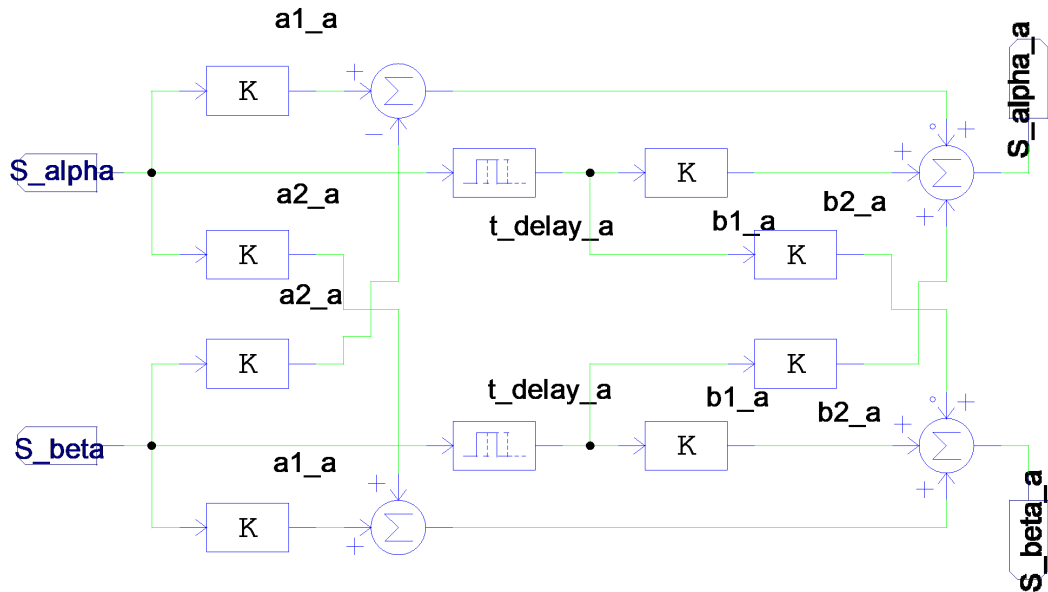 a1_a
S_alpha_a
K
S_alpha
K
a2_a
b2_a
t_delay_a
b1_a
K
K
a2_a
K
K
t_delay_a
b1_a
b2_a
S_beta
K
a1_a
S_beta_a
K